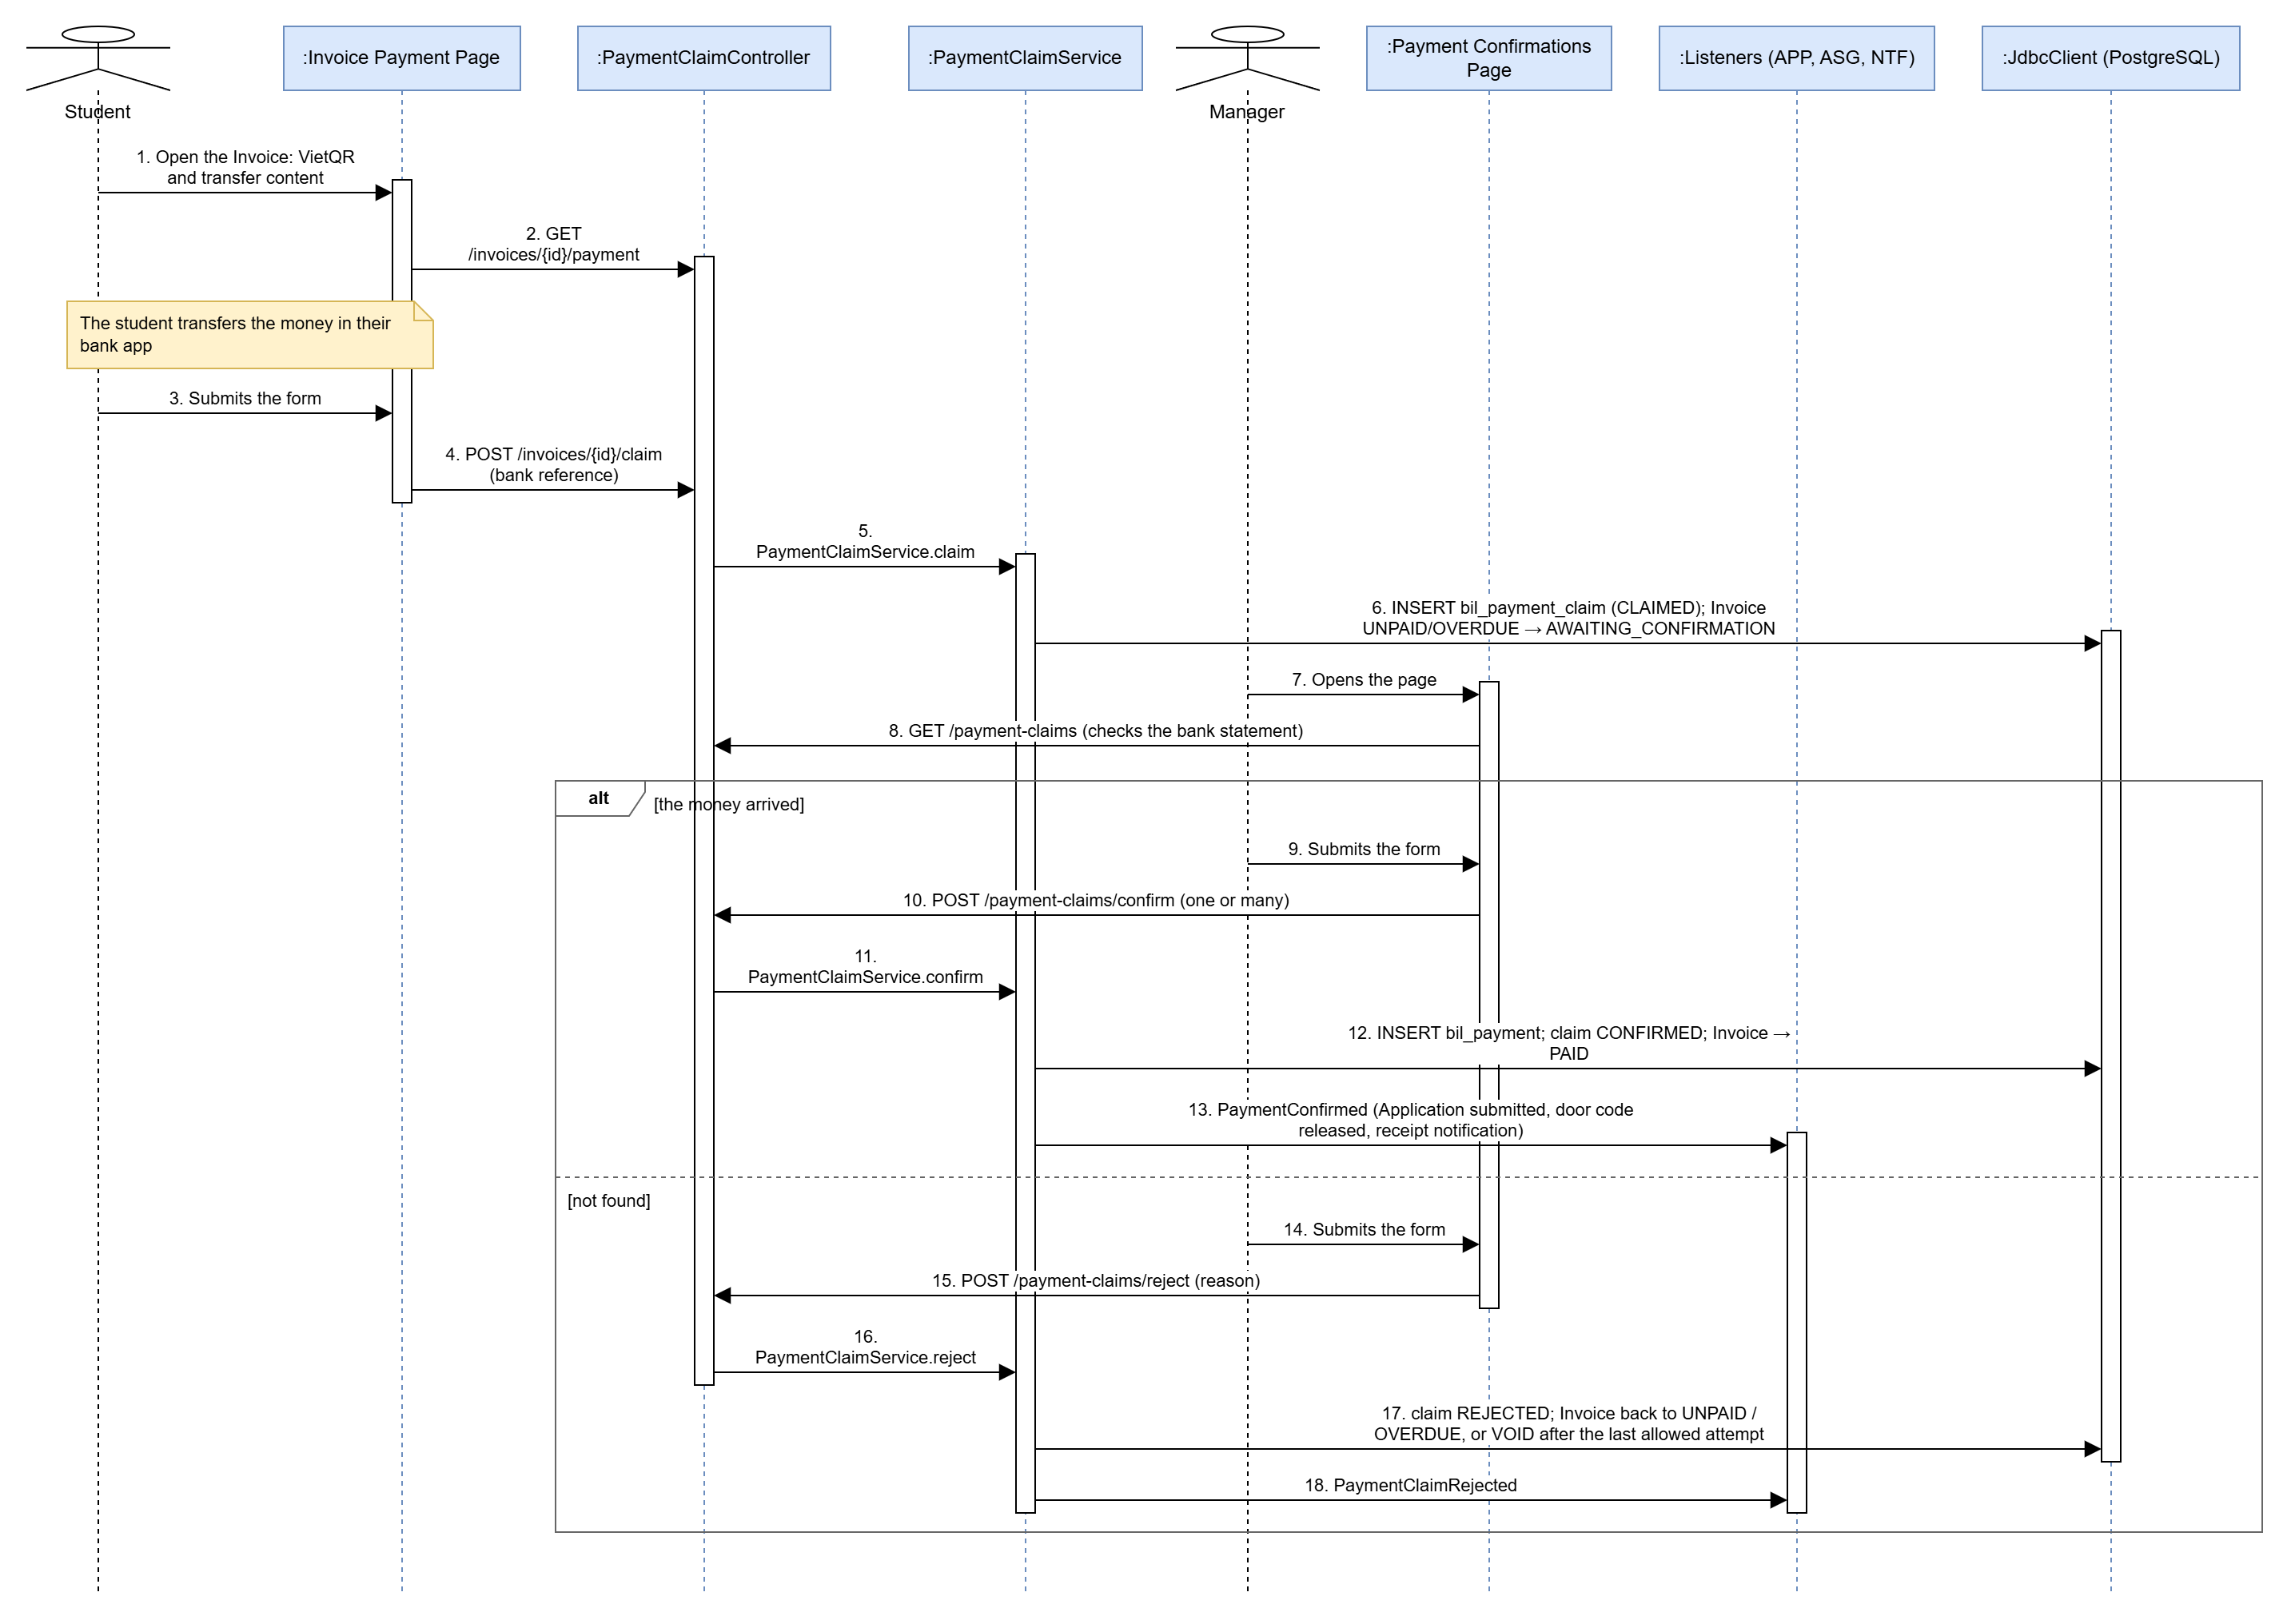 :Invoice Payment Page
:PaymentClaimController
:PaymentClaimService
:Payment Confirmations
Page
:Listeners (APP, ASG, NTF)
:JdbcClient (PostgreSQL)
Student
Manager
1. Open the Invoice: VietQR
and transfer content
2. GET
/invoices/{id}/payment
The student transfers the money in their
bank app
3. Submits the form
4. POST /invoices/{id}/claim
(bank reference)
5.
PaymentClaimService.claim
6. INSERT bil_payment_claim (CLAIMED); Invoice
UNPAID/OVERDUE → AWAITING_CONFIRMATION
7. Opens the page
8. GET /payment-claims (checks the bank statement)
alt
[the money arrived]
9. Submits the form
10. POST /payment-claims/confirm (one or many)
11.
PaymentClaimService.confirm
12. INSERT bil_payment; claim CONFIRMED; Invoice →
PAID
13. PaymentConfirmed (Application submitted, door code
released, receipt notification)
[not found]
14. Submits the form
15. POST /payment-claims/reject (reason)
16.
PaymentClaimService.reject
17. claim REJECTED; Invoice back to UNPAID /
OVERDUE, or VOID after the last allowed attempt
18. PaymentClaimRejected